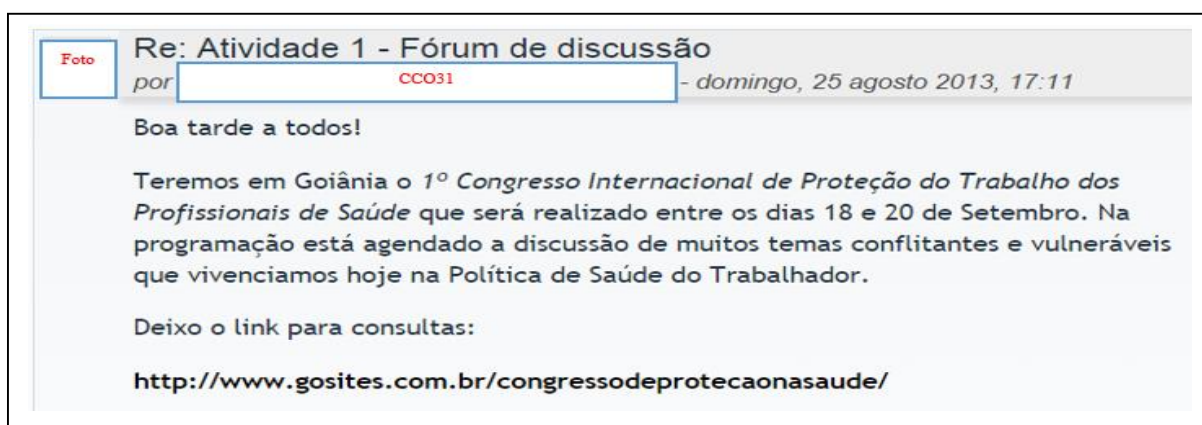 Foto
Re: Atividade 1 - Fórum de discussão
por CCO31 - domingo, 25 agosto 2013, 17:11
Boa tarde a todos!
Teremos em Goiânia o 1º Congresso Internacional de Proteção do Trabalho dos
Profissionais de Saúde que será realizado entre os dias 18 e 20 de Setembro. Na
programação está agendado a discussão de muitos temas conflitantes e vulneráveis
que vivenciamos hoje na Política de Saúde do Trabalhador.
Deixo o link para consultas:
http://www.gosites.com.br/congressodeprotecaonasaude/